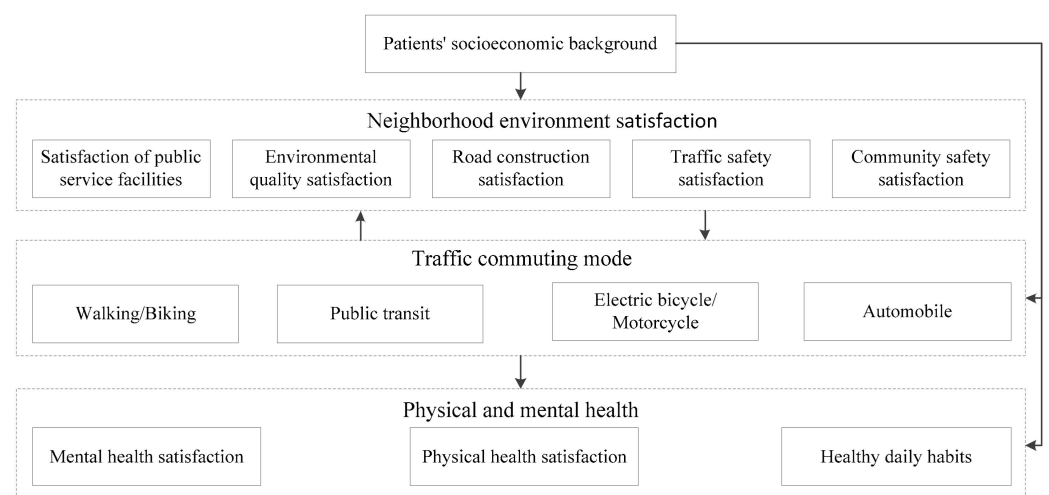 Patients' socioeconomic background
Neighborhood environment satisfaction
Satisfaction of public
service facilities
Environmental
quality satisfaction
Road construction
satisfaction
Traffic safety
satisfaction
Community safety
satisfaction
Traffic commuting mode
Walking/Biking
Public transit
Electric bicycle/
Motorcycle
Automobile
Physical and mental health
Mental health satisfaction
Physical health satisfaction
Healthy daily habits